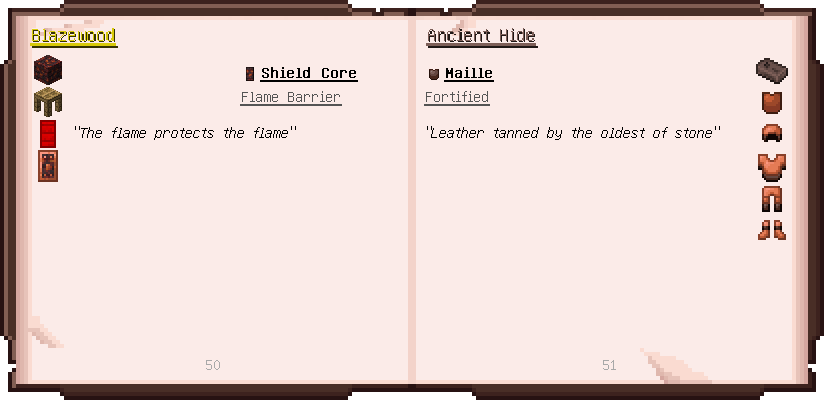 Blazewood
Shield Core
Flame Barrier
"The flame protects the flame"
50
Ancient Hide
Maille
Fortified
"Leather tanned by the oldest of stone"
51